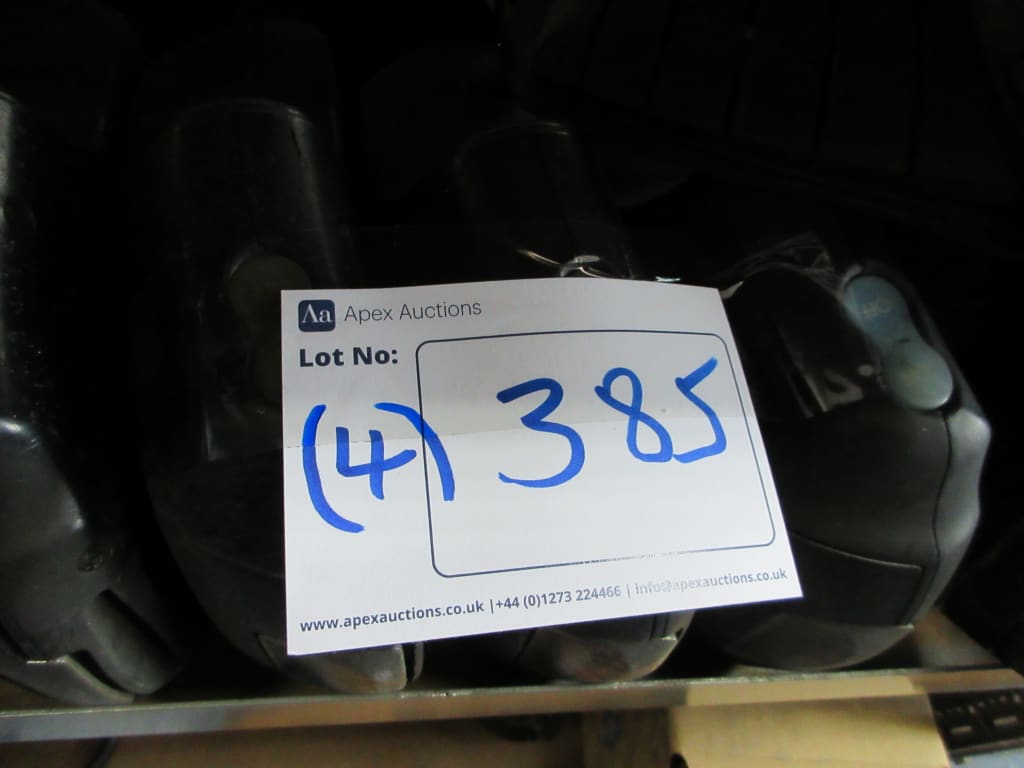 Aa Apex Auctions
Lot No:
(4) 385
www.apexauctions.co.uk | +44 (0)1273 224466 | info@apexauctions.co.uk